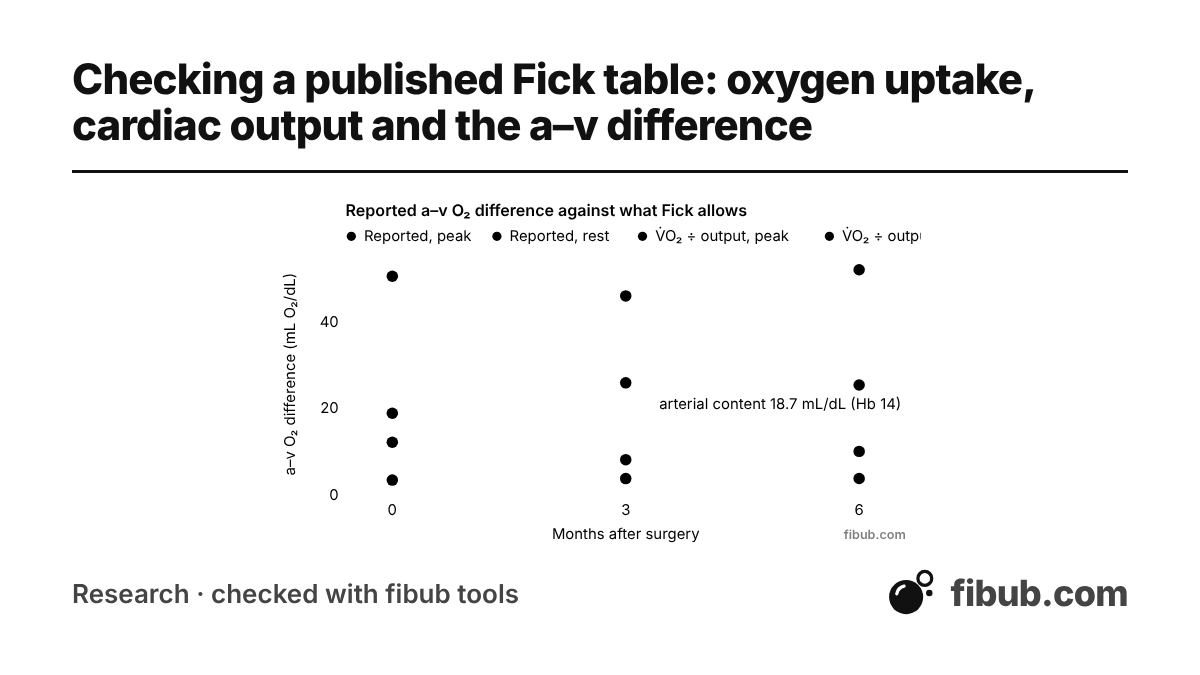 Checking a published Fick table: oxygen uptake,
cardiac output and the a–v difference
Reported a–v O₂ difference against what Fick allows
Reported, peak Reported, rest V̇O₂ ÷ output, peak V̇O₂ ÷
a–v O₂ difference (mL O₂/dL)
40
20
0
arterial content 18.7 mL/dL (Hb 14)
0 3 6
Months after surgery
fibub.com
Research · checked with fibub tools
fibub.com